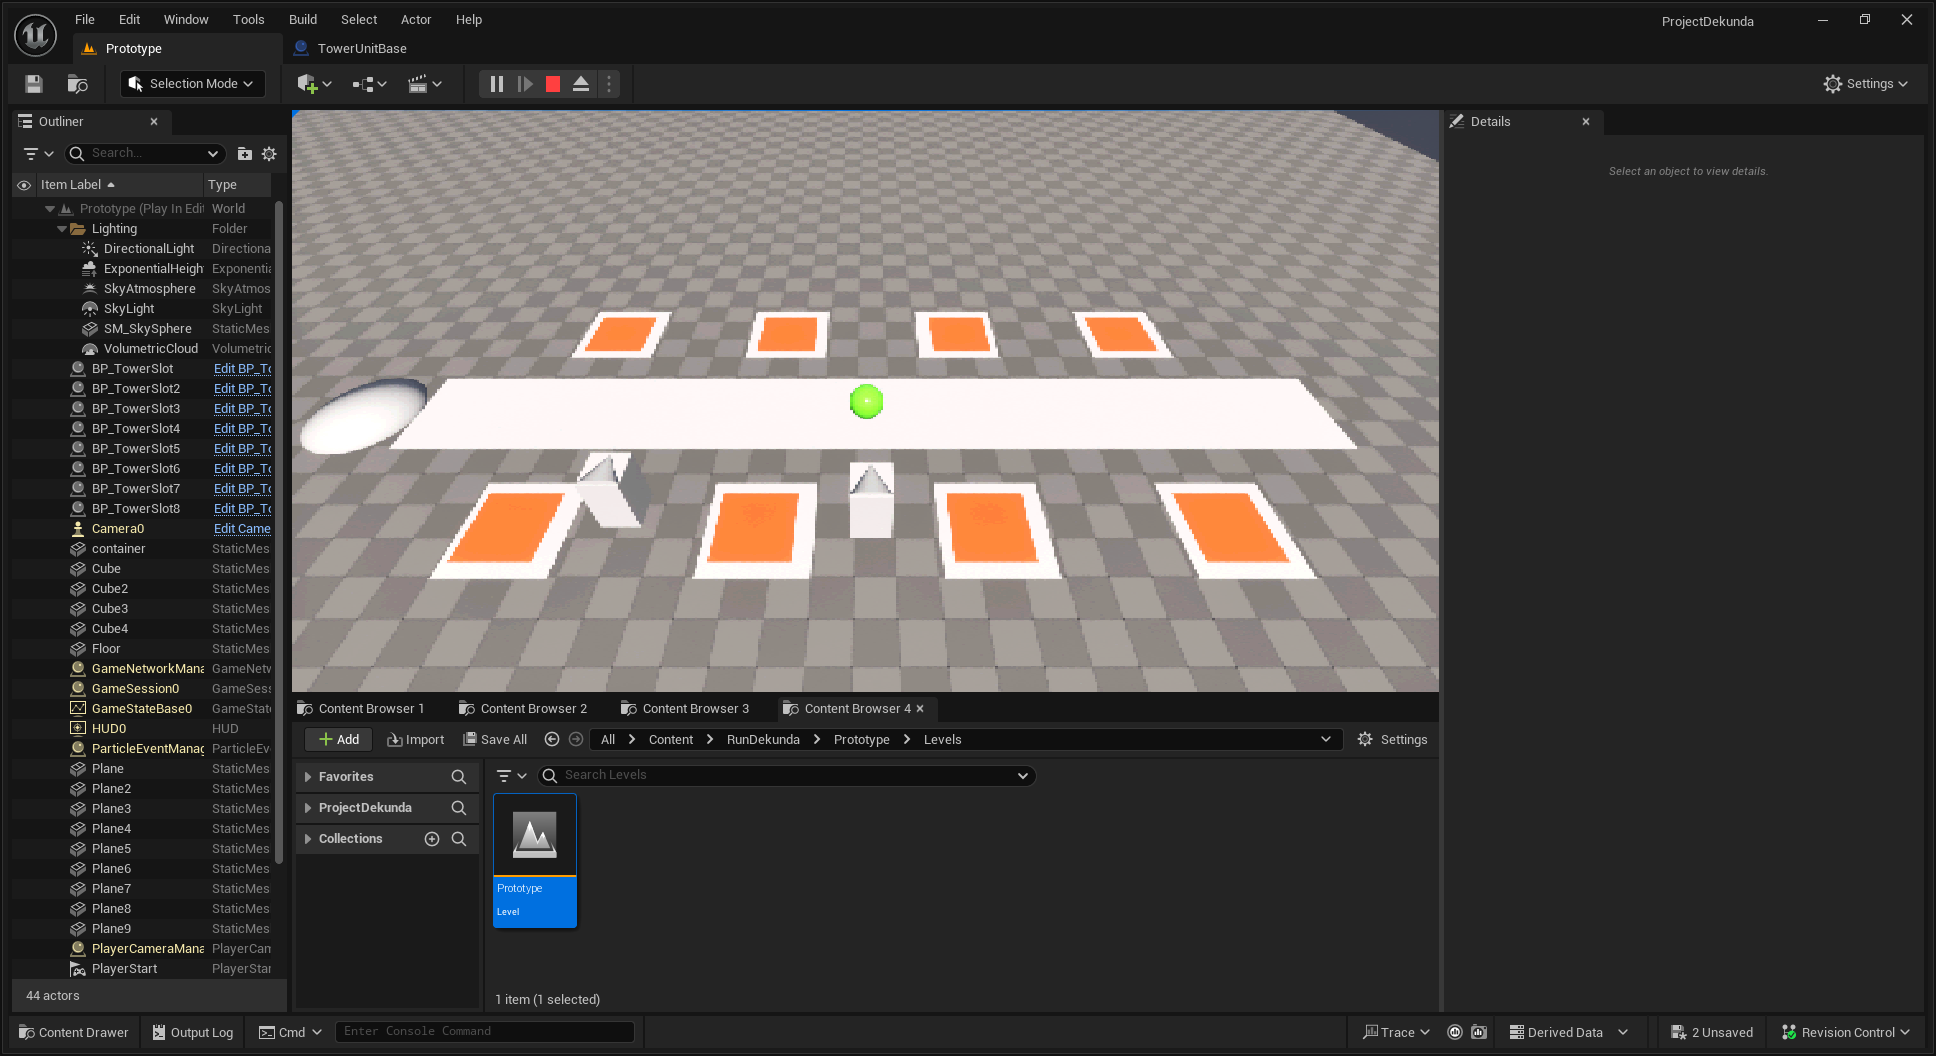 File Edit Window Tools Build Select Actor Help
ProjectDekunda
Prototype
TowerUnitBase
Selection Mode
Settings
Outliner
Details
Search...
Select an object to view details.
Item Label Type
Prototype (Play In Edit World
Lighting Folder
DirectionalLight Directiona
ExponentialHeigh Exponentia
SkyAtmosphere SkyAtmos
SkyLight SkyLight
SM_SkySphere StaticMes
VolumetricCloud Volumetric
BP_TowerSlot Edit BP_To
BP_TowerSlot2 Edit BP_To
BP_TowerSlot3 Edit BP_To
BP_TowerSlot4 Edit BP_To
BP_TowerSlot5 Edit BP_To
BP_TowerSlot6 Edit BP_To
BP_TowerSlot7 Edit BP_To
BP_TowerSlot8 Edit BP_To
Camera0 Edit Came
container StaticMes
Cube StaticMes
Cube2 StaticMes
Cube3 StaticMes
Cube4 StaticMes
Floor StaticMes
GameNetworkMana GameNetw
GameSession0 GameSess
GameStateBase0 GameState
HUD0 HUD
ParticleEventManag ParticleEv
Plane StaticMes
Plane2 StaticMes
Plane3 StaticMes
Plane4 StaticMes
Plane5 StaticMes
Plane6 StaticMes
Plane7 StaticMes
Plane8 StaticMes
Plane9 StaticMes
PlayerCameraMana PlayerCam
PlayerStart PlayerStar
44 actors
Content Browser 1
Content Browser 2
Content Browser 3
Content Browser 4
Add Import Save All All Content RunDekunda Prototype Levels Settings
Favorites
ProjectDekunda
Collections
Search Levels
Prototype
Level
1 item (1 selected)
Content Drawer Output Log Cmd Enter Console Command Trace Derived Data 2 Unsaved Revision Control